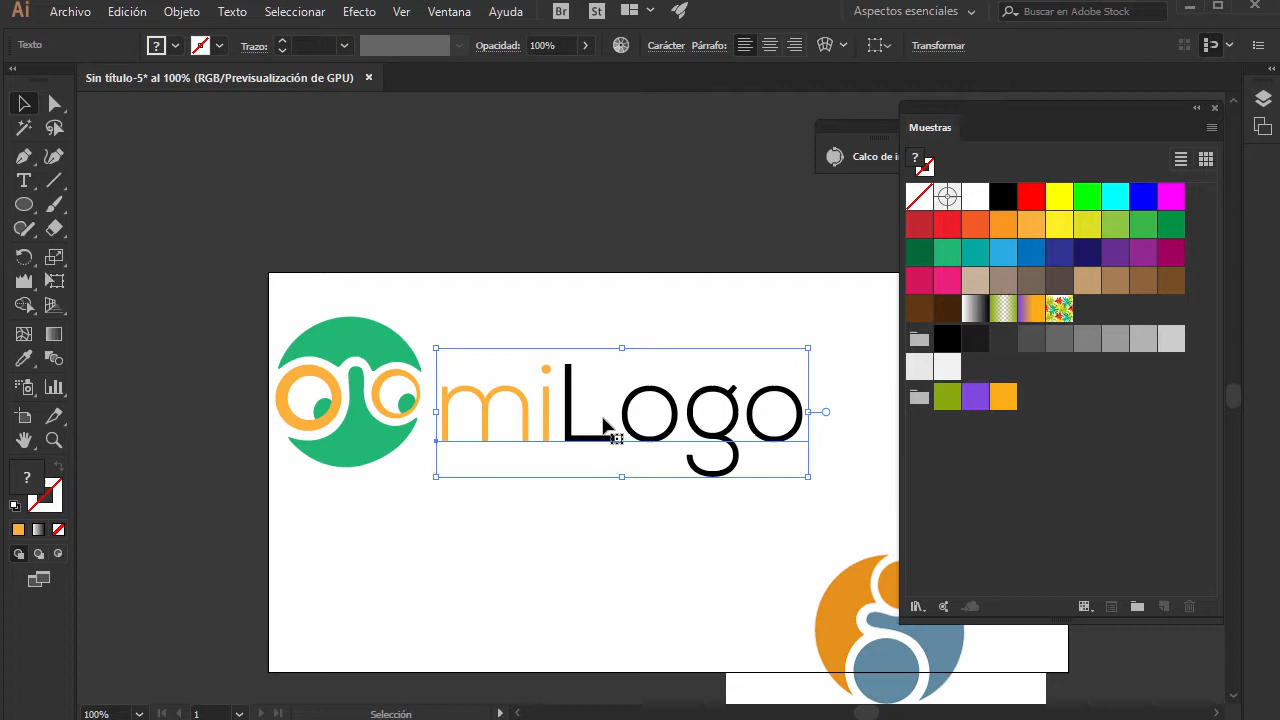 Ai Archivo Edición Objeto Texto Seleccionar Efecto Ver Ventana Ayuda Br St Aspectos esenciales Buscar en Adobe Stock
Texto ? Trazo: Opacidad: 100% Carácter Párrafo: Transformar
Sin título-5* al 100% (RGB/Previsualización de GPU) ×
Muestras
Calco de
?
miLogo
?
100% 1 Selección